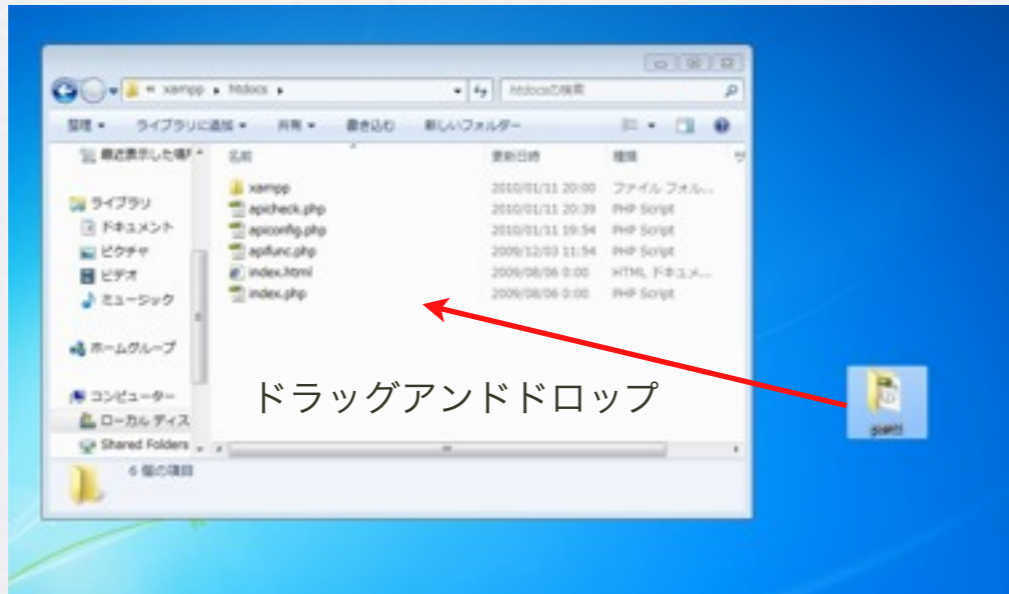 « xampp ▸ htdocs ▸
htdocsの検索
整理 ライブラリに追加 共有 書き込む 新しいフォルダー
最近表示した場
名前 更新日時 種類 サ
xampp 2010/01/11 20:00 ファイル フォル...
apicheck.php 2010/01/11 20:39 PHP Script
apiconfig.php 2010/01/11 19:54 PHP Script
apifunc.php 2009/12/03 11:54 PHP Script
index.html 2009/08/06 0:00 HTML ドキュメ...
index.php 2009/08/06 0:00 PHP Script
ライブラリ
ドキュメント
ピクチャ
ビデオ
ミュージック
ホームグループ
コンピューター
ローカル ディス
Shared Folders
6 個の項目
ドラッグアンドドロップ